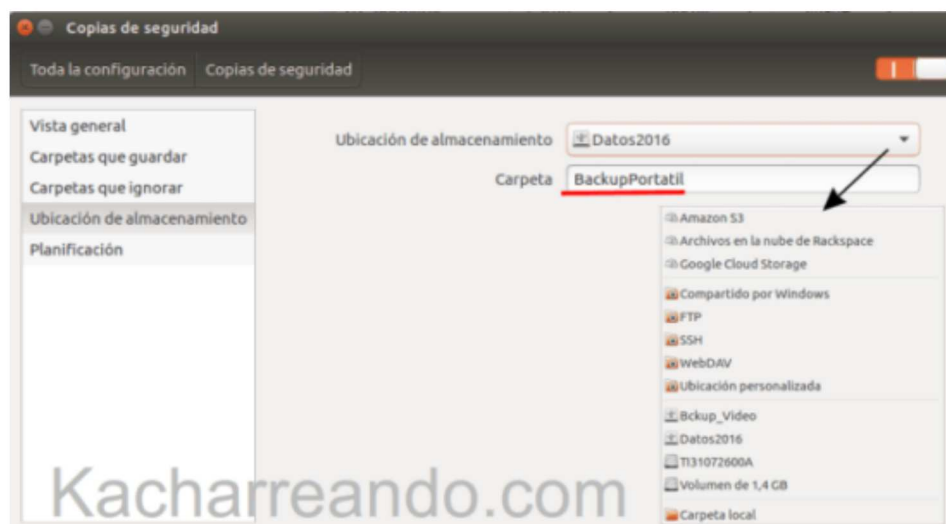 Copias de seguridad
Toda la configuración Copias de seguridad
Vista general
Carpetas que guardar
Carpetas que ignorar
Ubicación de almacenamiento
Planificación
Ubicación de almacenamiento Datos2016
Carpeta BackupPortatil
Amazon S3
Archivos en la nube de Rackspace
Google Cloud Storage
Compartido por Windows
FTP
SSH
WebDAV
Ubicación personalizada
Bckup_Video
Datos2016
TI31072600A
Volumen de 1,4 GB
Carpeta local
Kacharreando.com